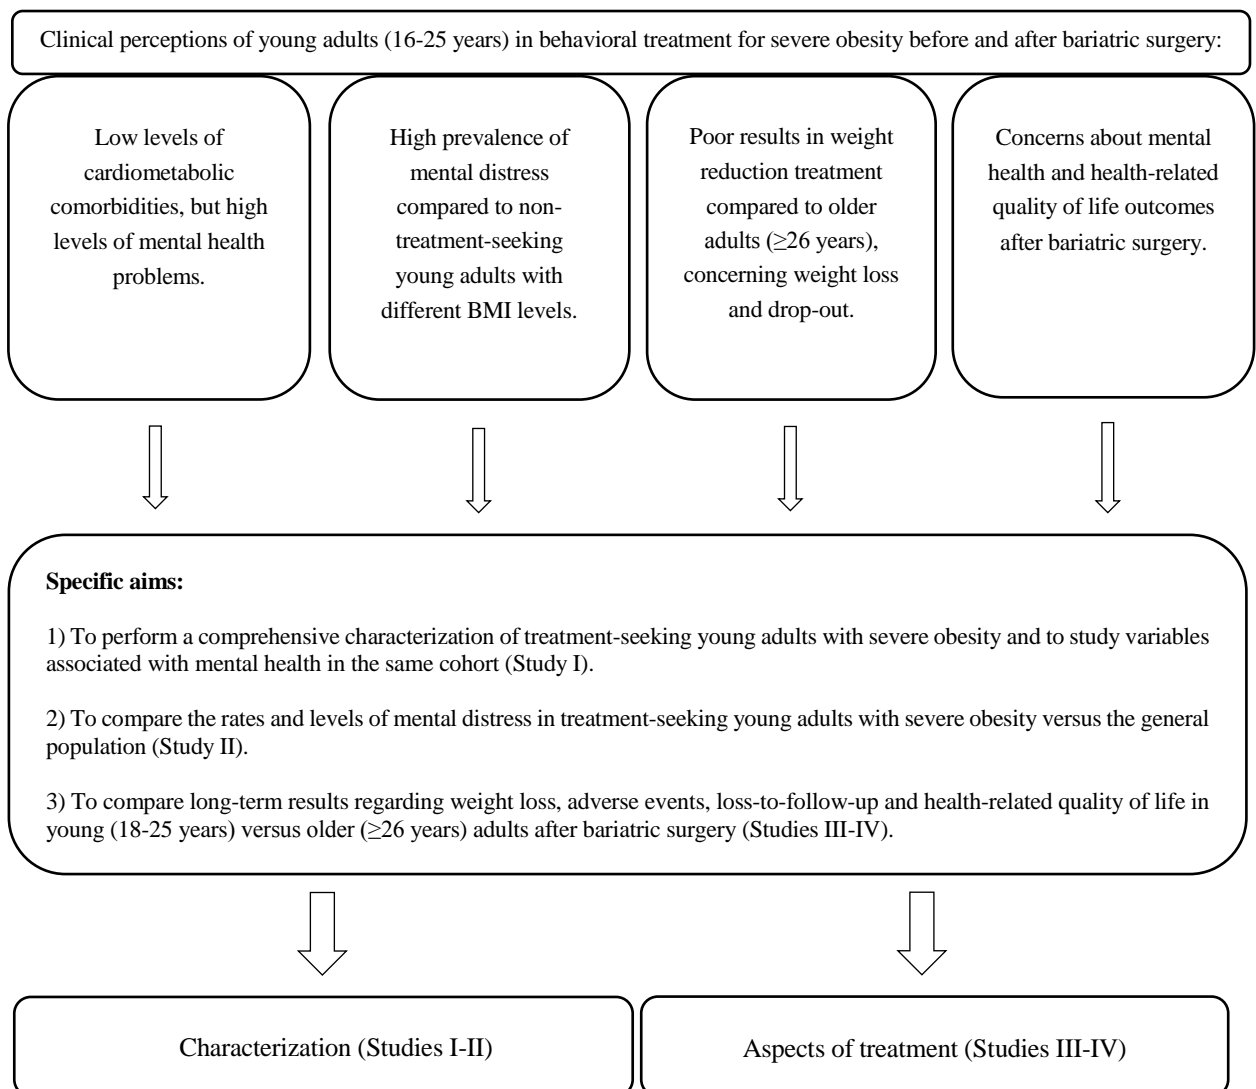 Clinical perceptions of young adults (16-25 years) in behavioral treatment for severe obesity before and after bariatric surgery:
Low levels of
cardiometabolic
comorbidities, but high
levels of mental health
problems.
High prevalence of
mental distress
compared to non-
treatment-seeking
young adults with
different BMI levels.
Poor results in weight
reduction treatment
compared to older
adults (≥26 years),
concerning weight loss
and drop-out.
Concerns about mental
health and health-related
quality of life outcomes
after bariatric surgery.
Specific aims:
1) To perform a comprehensive characterization of treatment-seeking young adults with severe obesity and to study variables
associated with mental health in the same cohort (Study I).
2) To compare the rates and levels of mental distress in treatment-seeking young adults with severe obesity versus the general
population (Study II).
3) To compare long-term results regarding weight loss, adverse events, loss-to-follow-up and health-related quality of life in
young (18-25 years) versus older (≥26 years) adults after bariatric surgery (Studies III-IV).
Characterization (Studies I-II)
Aspects of treatment (Studies III-IV)